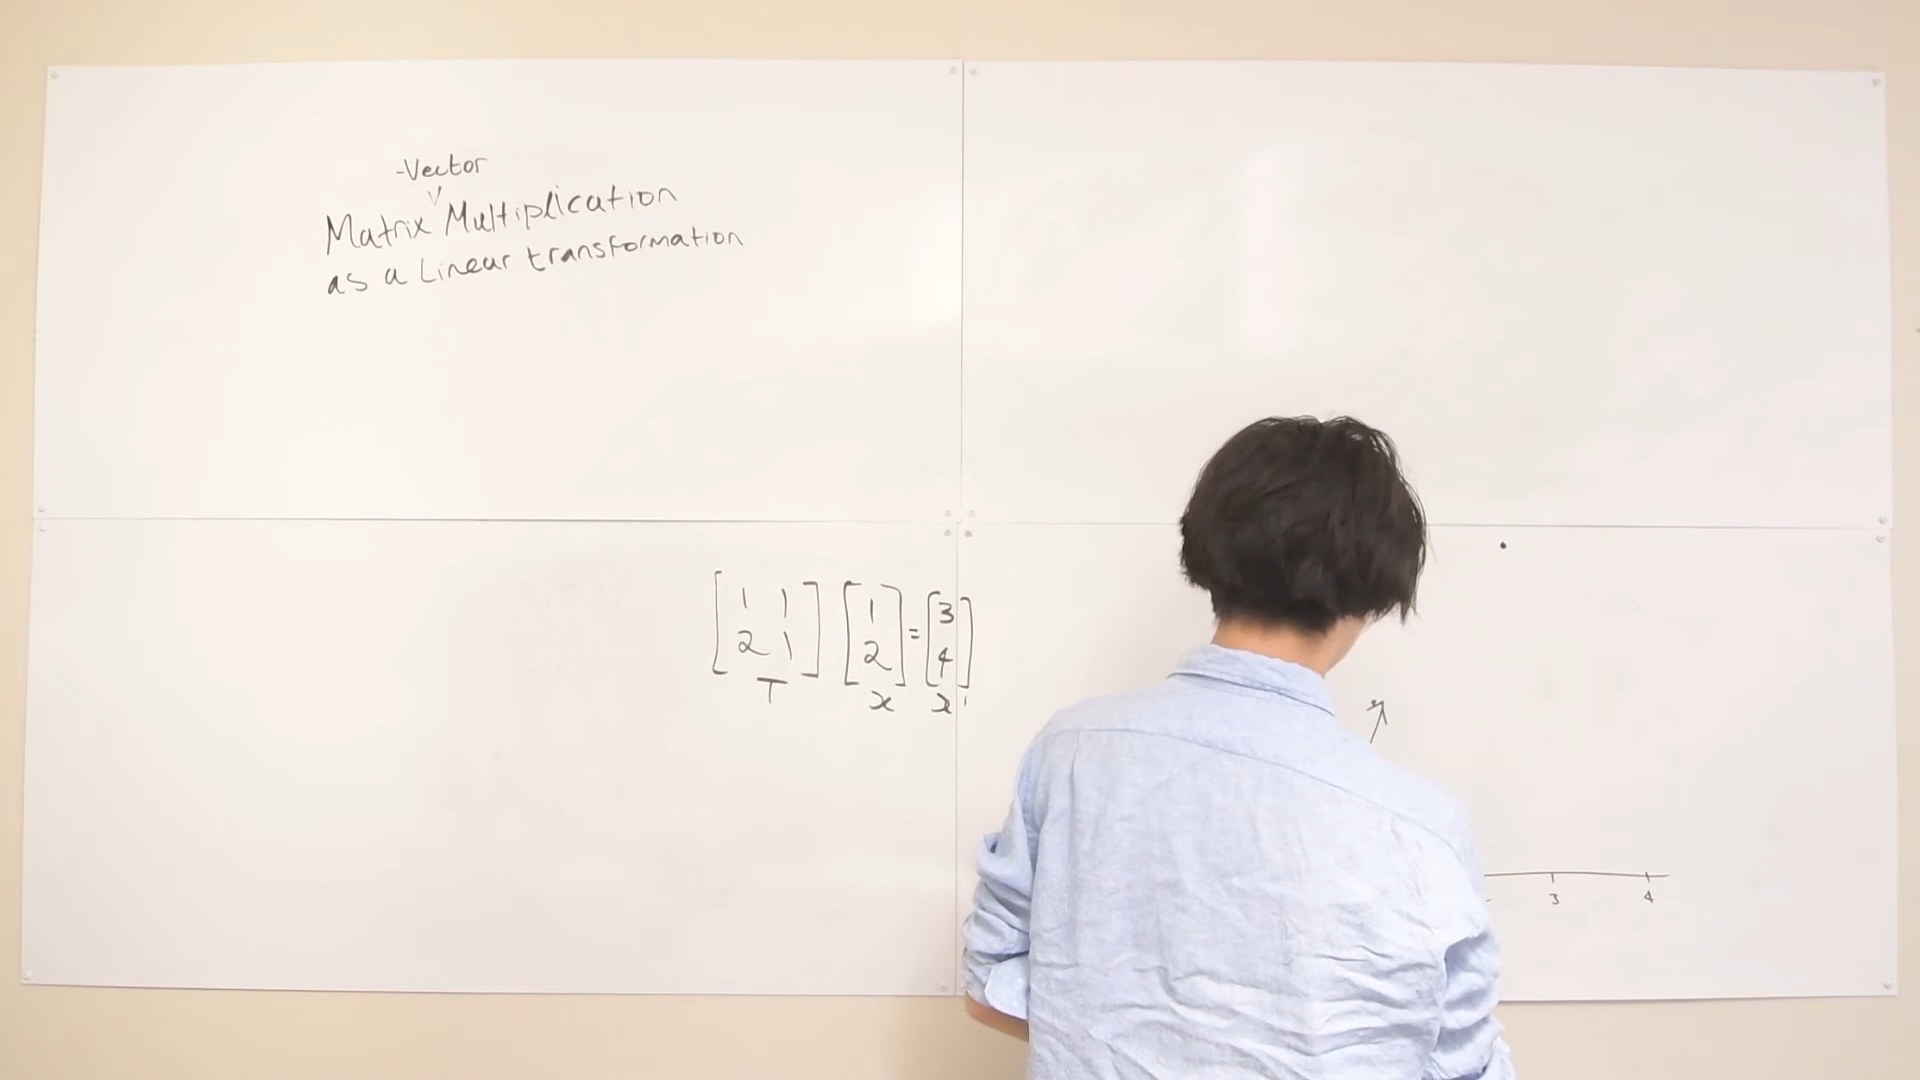 -Vector
Matrix Multiplication
as a Linear transformation
[1 1] [1] = [3]
[2 1] [2] [4]
T x x'
3 4